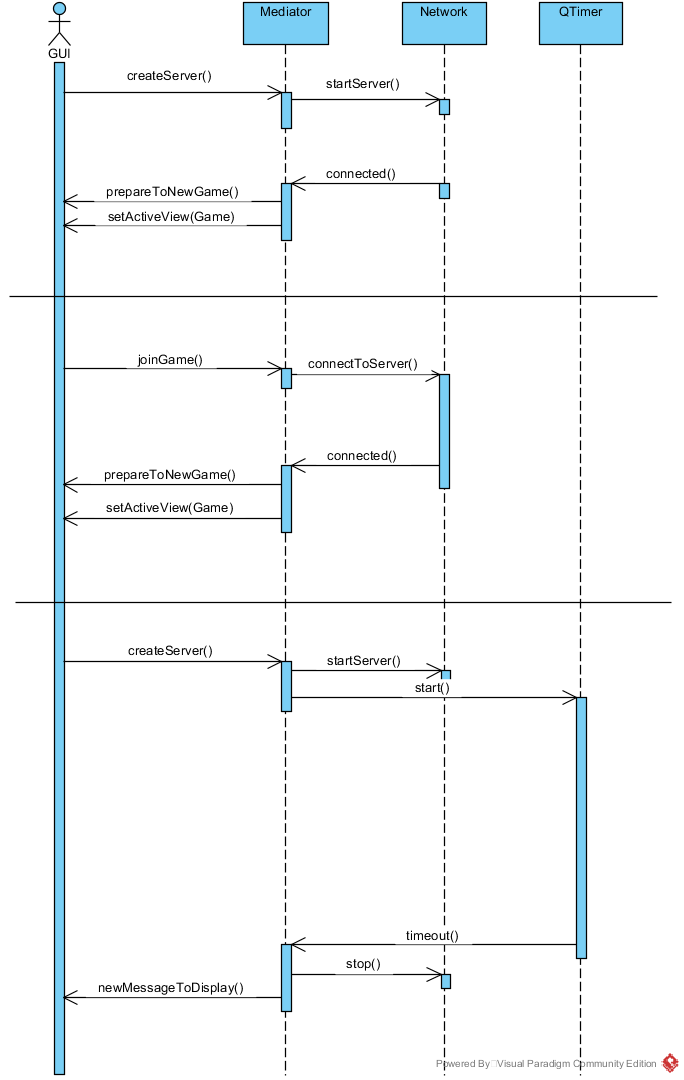 Mediator
Network
QTimer
GUI
createServer()
startServer()
connected()
prepareToNewGame()
setActiveView(Game)
joinGame()
connectToServer()
connected()
prepareToNewGame()
setActiveView(Game)
createServer()
startServer()
start()
timeout()
stop()
newMessageToDisplay()
Powered By Visual Paradigm Community Edition